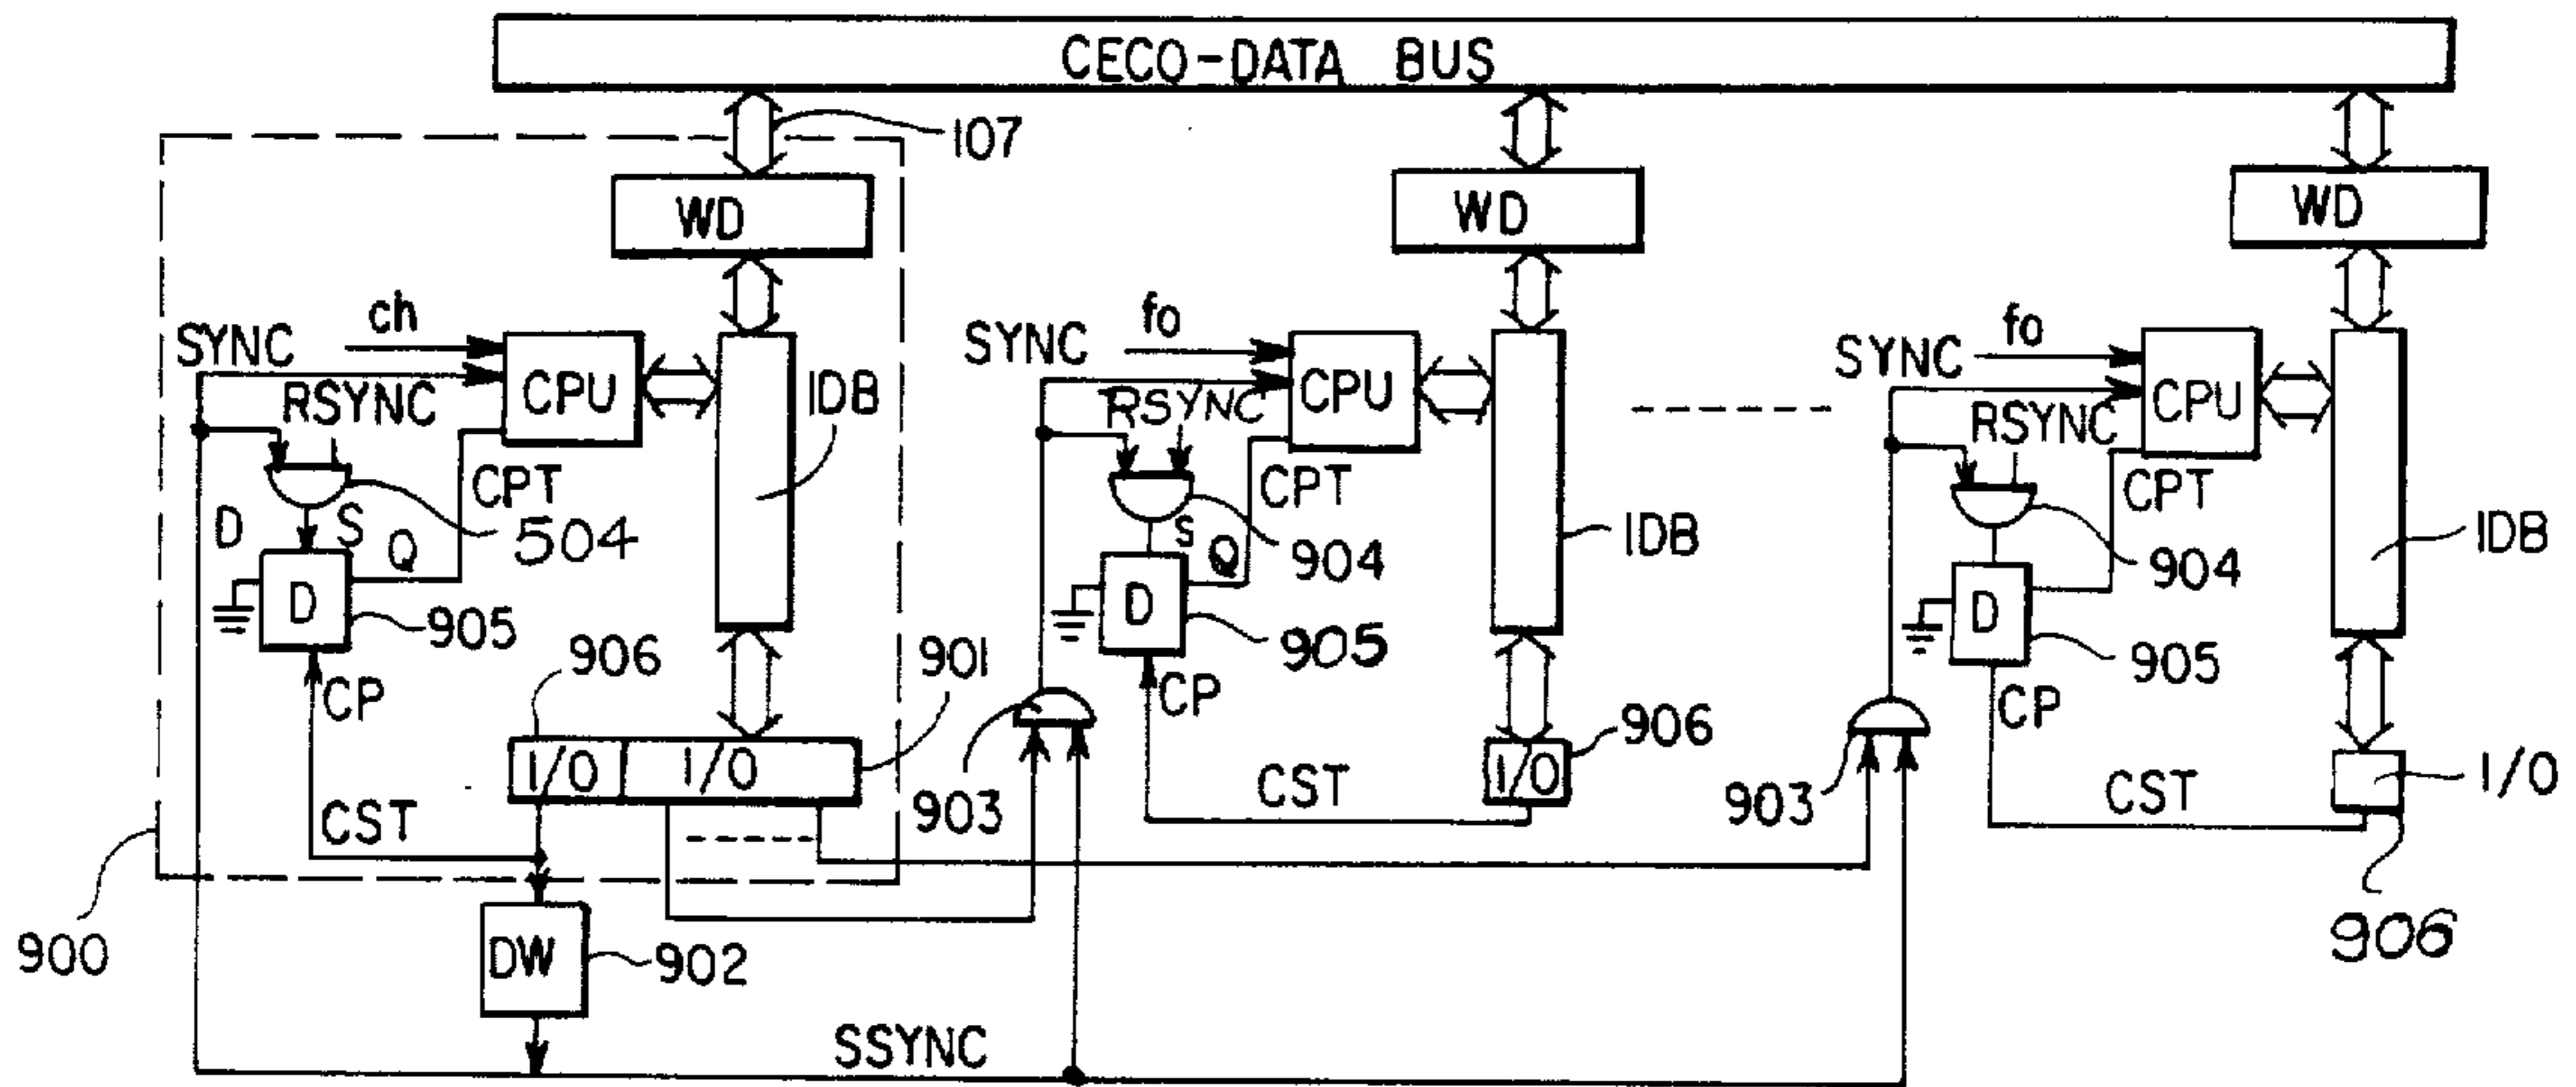 CECO-DATA BUS
107
WD
WD
WD
ch
fo
fo
SYNC
SYNC
SYNC
CPU
CPU
CPU
IDB
RSYNC
RSYNC
RSYNC
CPT
CPT
CPT
D
S
Q
504
S
Q
904
904
IDB
IDB
D
905
D
905
D
905
CP
CP
CP
906
901
906
I/O
I/O
I/O
I/O
903
903
CST
CST
CST
900
DW
902
906
SSYNC